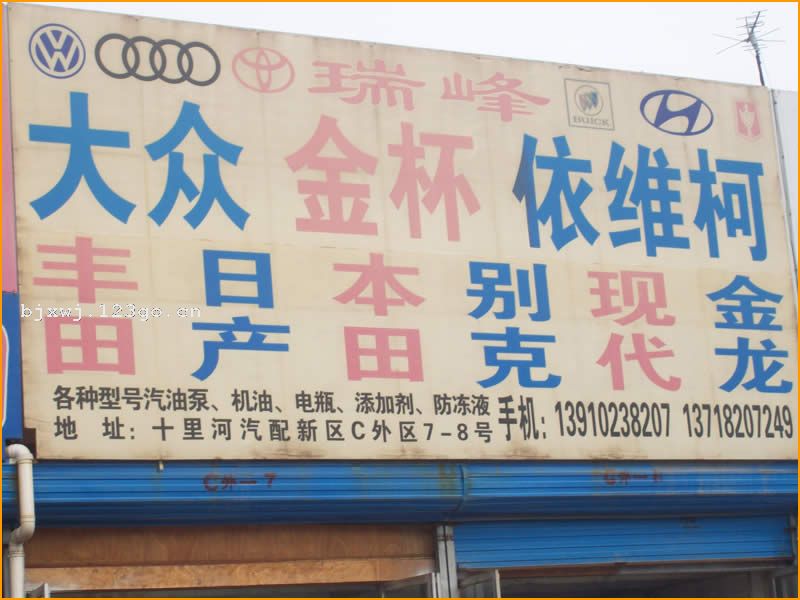 瑞峰
BUICK
大众 金杯 依维柯
丰田 日产 本田 别克 现代 金龙
bjxwj.123go.cn
各种型号汽油泵、机油、电瓶、添加剂、防冻液
地 址：十里河汽配新区C外区7-8号
手机：13910238207 13718207249
C外一7